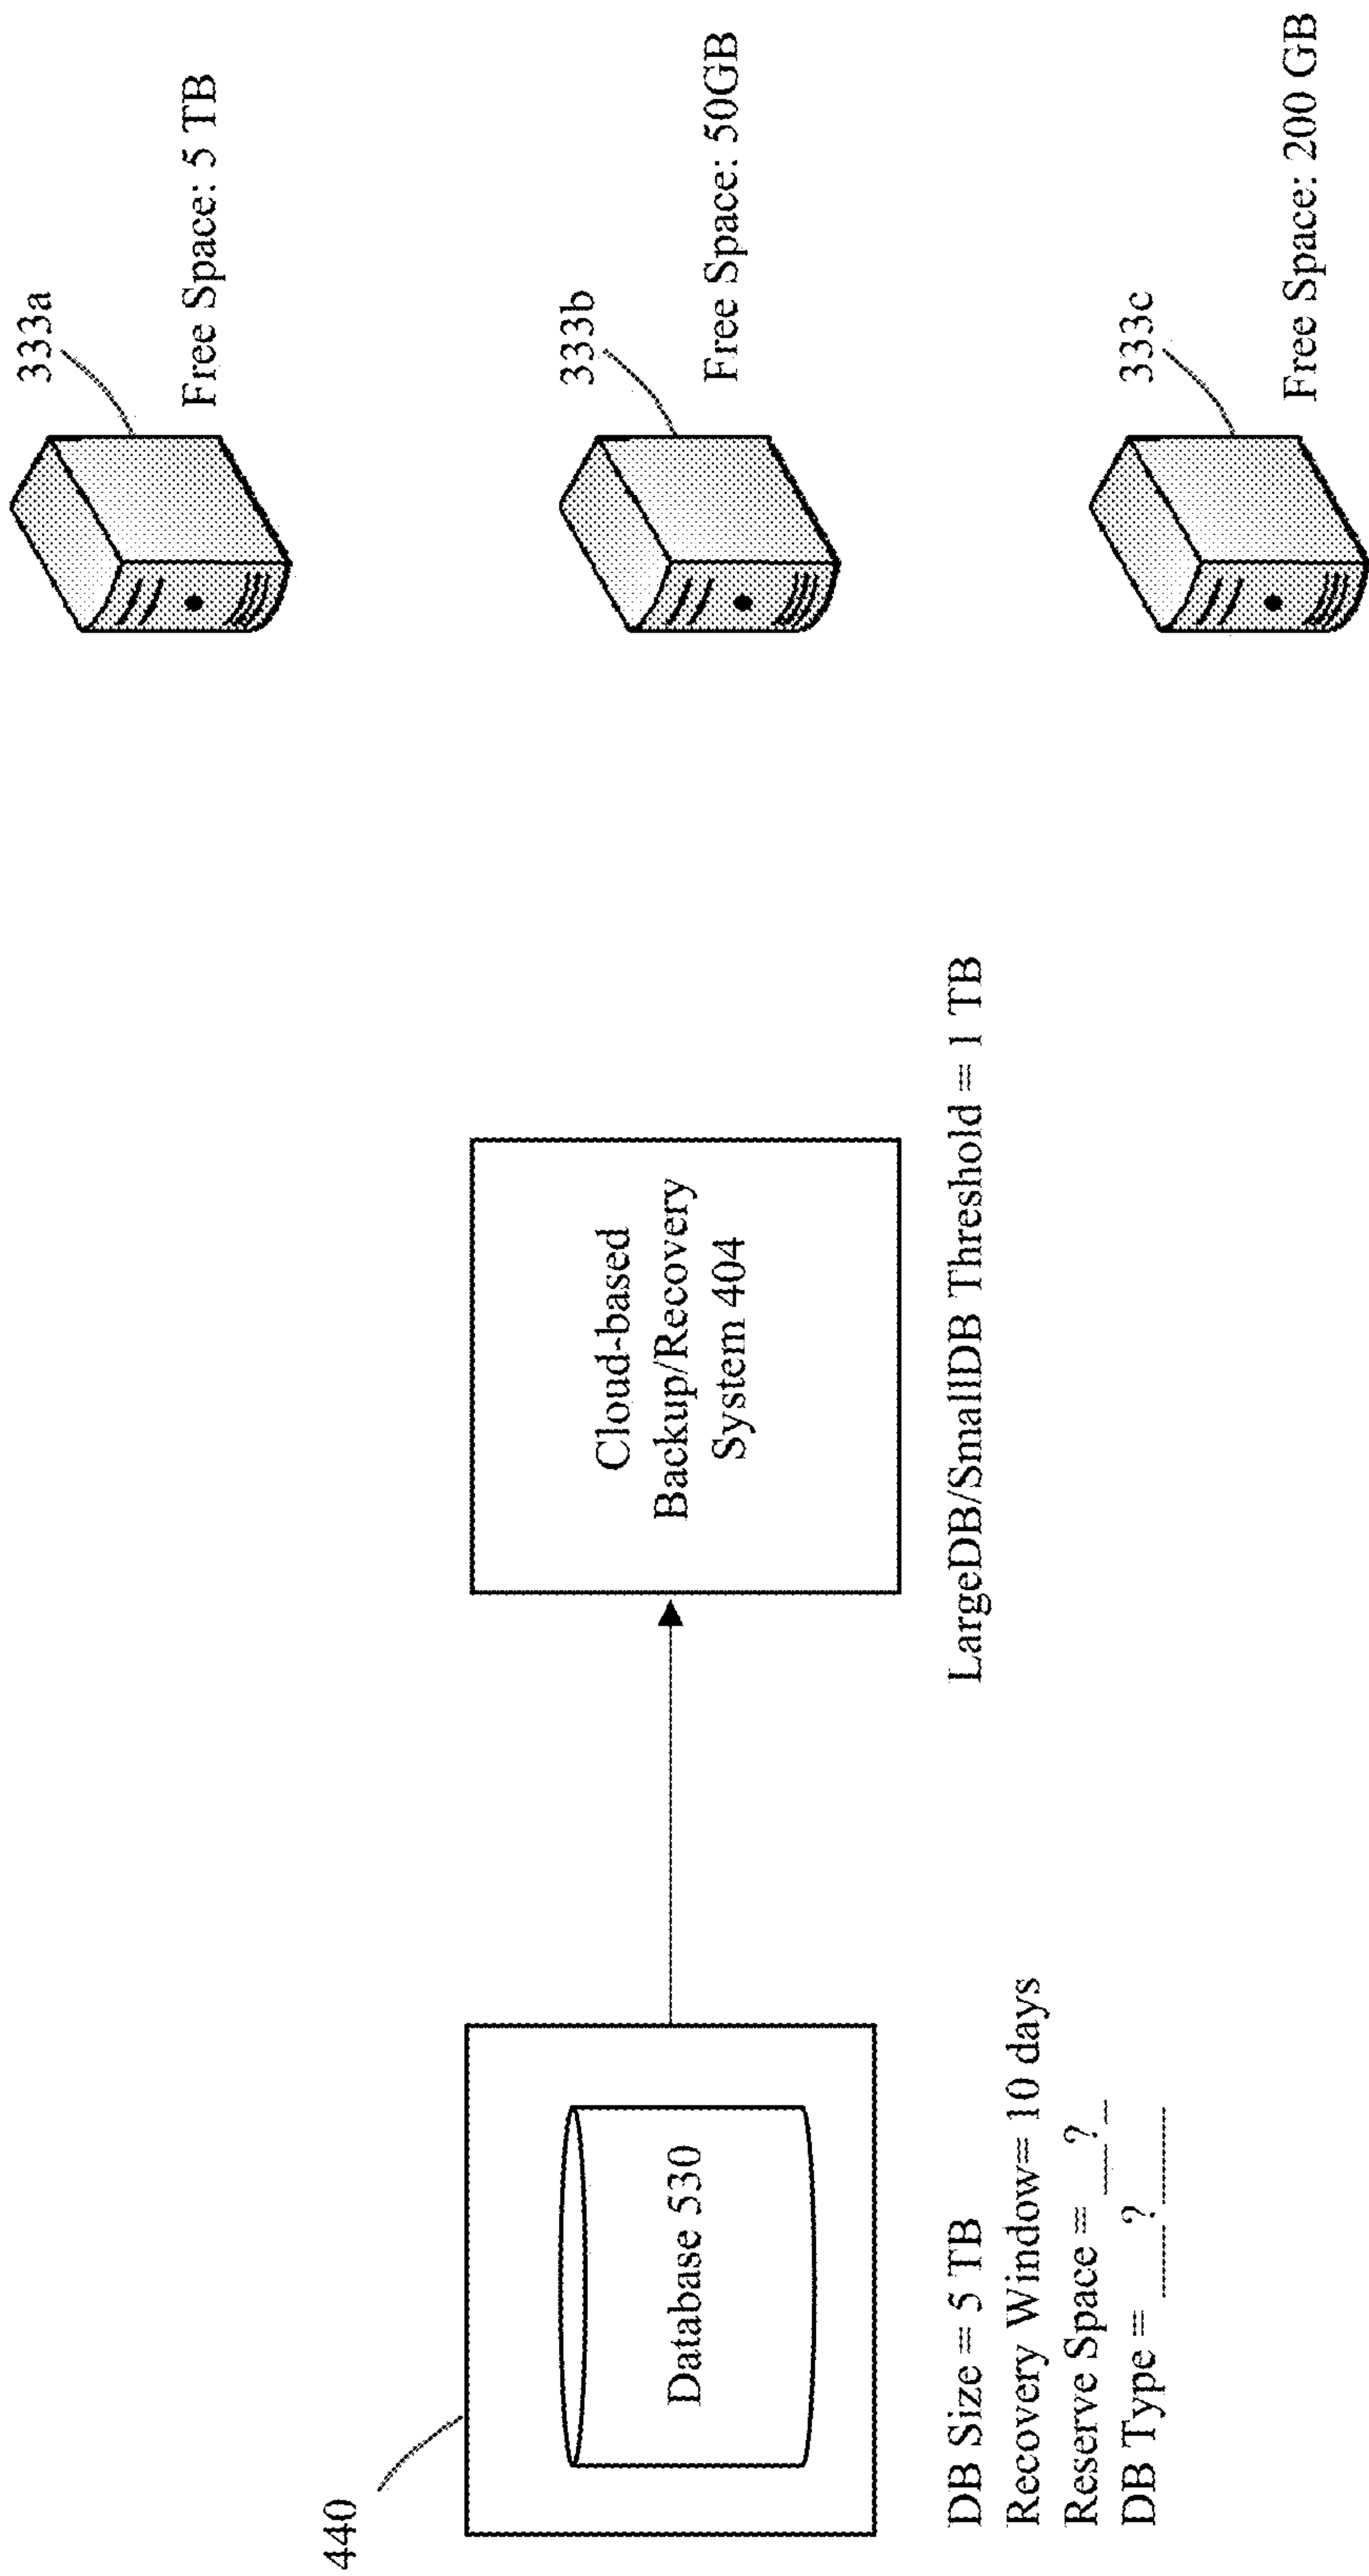 440
Database 530
DB Size = 5 TB
Recovery Window= 10 days
Reserve Space = __?_
DB Type = ___?____
Cloud-based
Backup/Recovery
System 404
LargeDB/SmallDB Threshold = 1 TB
333a
Free Space: 5 TB
333b
Free Space: 50GB
333c
Free Space: 200 GB